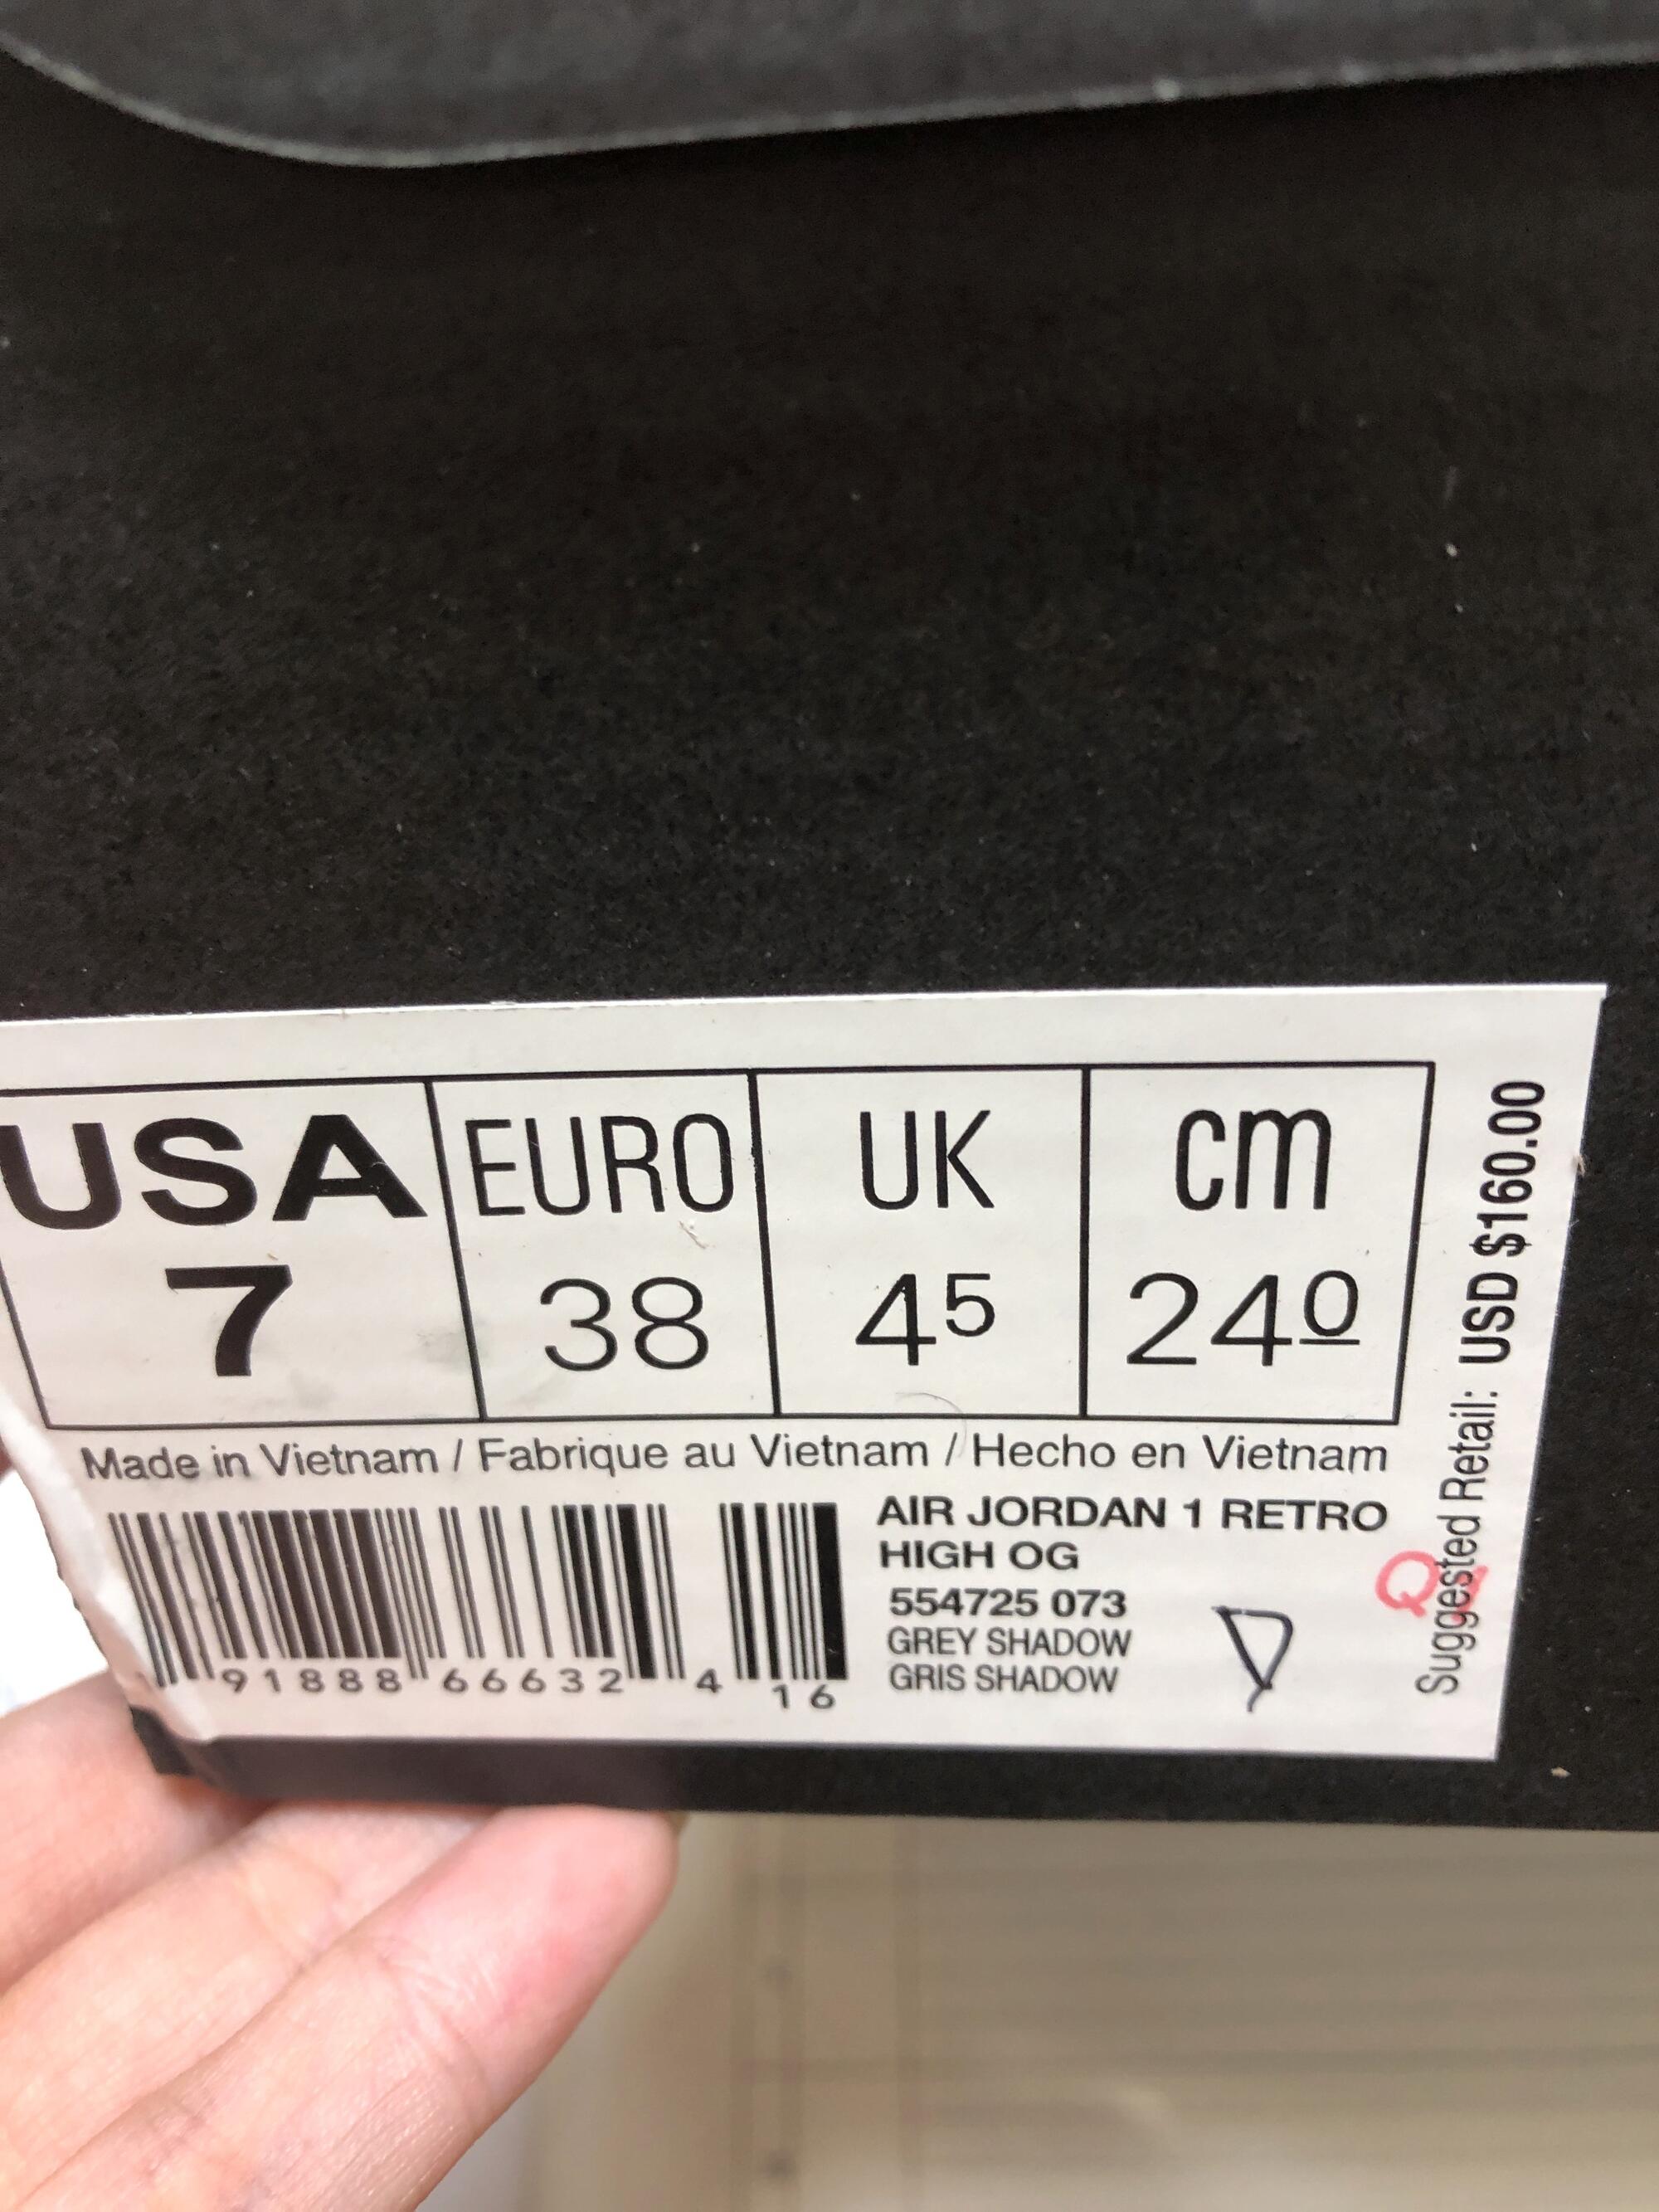 USA EURO UK cm
7 38 4⁵ 24º
Made in Vietnam / Fabrique au Vietnam / Hecho en Vietnam
AIR JORDAN 1 RETRO
HIGH OG
554725 073
GREY SHADOW
GRIS SHADOW
91888 66632 4
16
Suggested Retail: USD $160.00